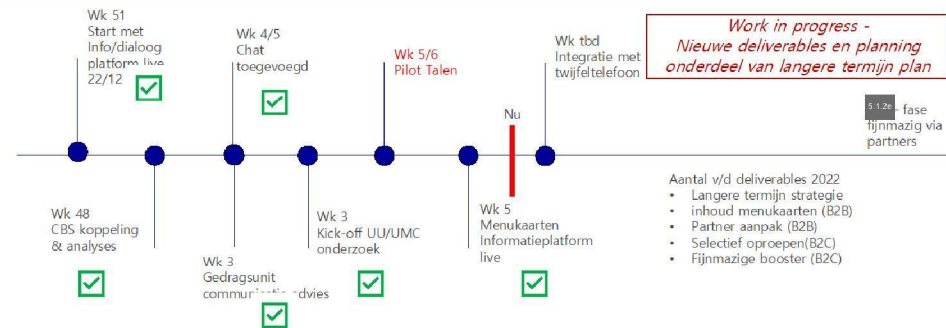 Wk 51
Start met
Info/dialoog
platform live
22/12
Wk 4/5
Chat
toegevoegd
Wk 5/6
Pilot Talen
Wk tbd
Integratie met
twijfeltelefoon
Work in progress -
Nieuwe deliverables en planning
onderdeel van langere termijn plan
Nu
5.1.2e - fase
fijnmazig via
partners
Wk 48
CBS koppeling
& analyses
Wk 3
Gedragsunit
communicatie advies
Wk 3
Kick-off UU/UMC
onderzoek
Wk 5
Menukaarten
Informatieplatform
live
Aantal v/d deliverables 2022
• Langere termijn strategie
• inhoud menukaarten (B2B)
• Partner aanpak (B2B)
• Selectief oproepen(B2C)
• Fijnmazige booster (B2C)